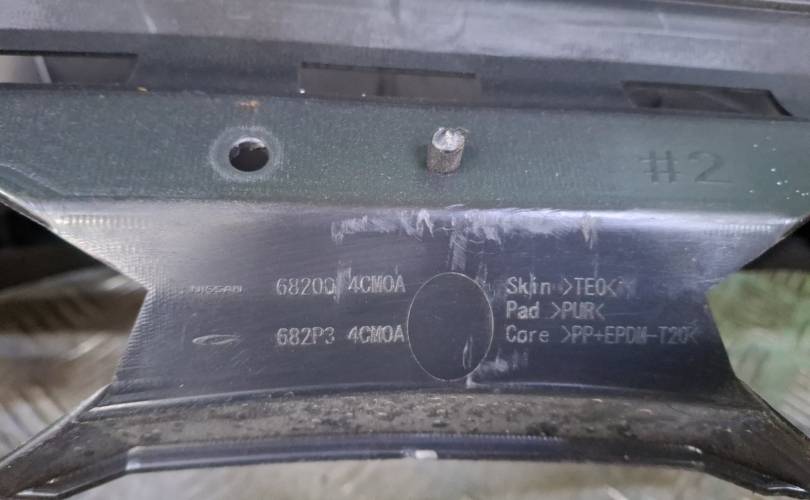 #2
NISSAN 68200 4CM0A Skin >TEO<
Pad >PUR<
682P3 4CM0A Core >PP+EPDM-T20<